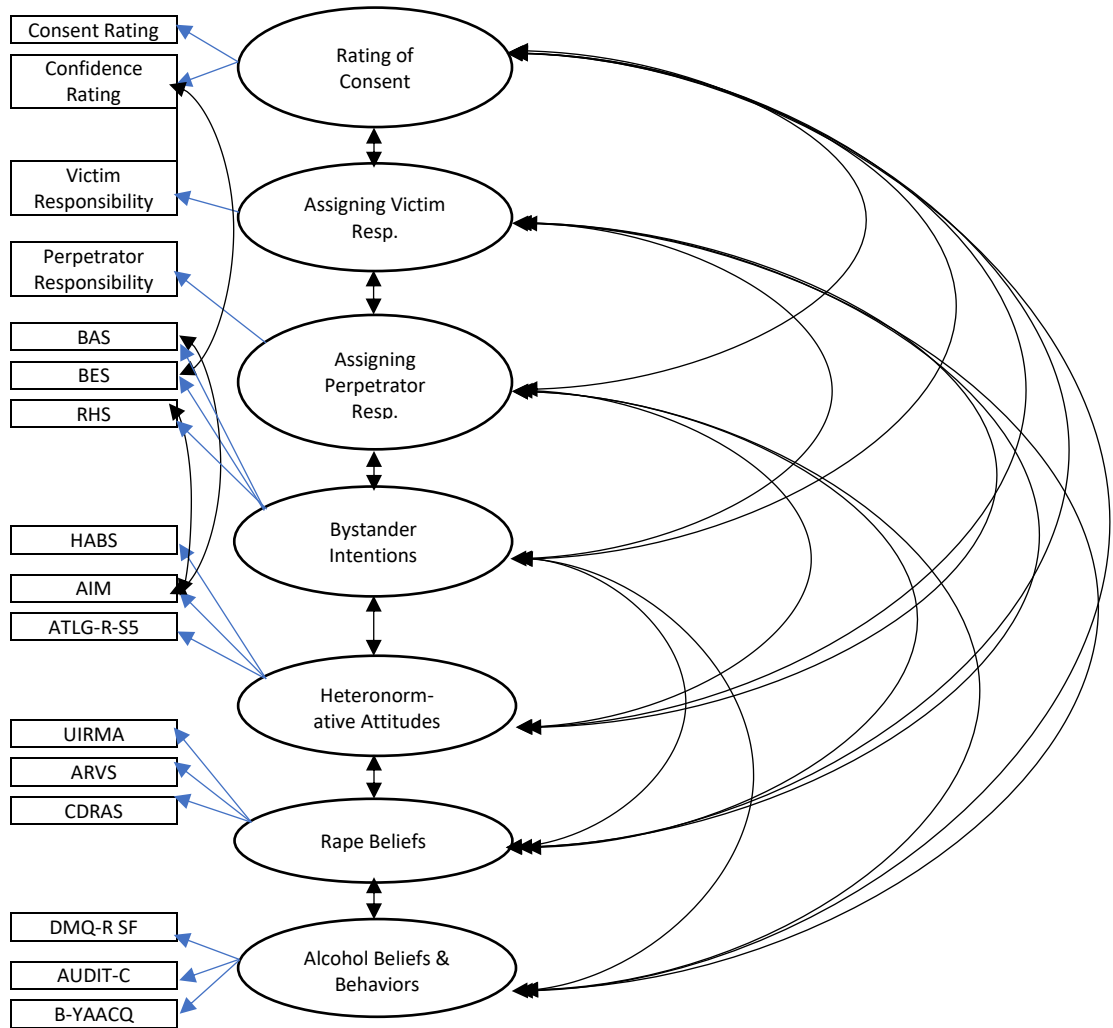 Consent Rating
Confidence
Rating
Victim
Responsibility
Perpetrator
Responsibility
BAS
BES
RHS
HABS
AIM
ATLG-R-S5
UIRMA
ARVS
CDRAS
DMQ-R SF
AUDIT-C
B-YAACQ
Rating of
Consent
Assigning Victim
Resp.
Assigning
Perpetrator
Resp.
Bystander
Intentions
Heteronorm-
ative Attitudes
Rape Beliefs
Alcohol Beliefs &
Behaviors